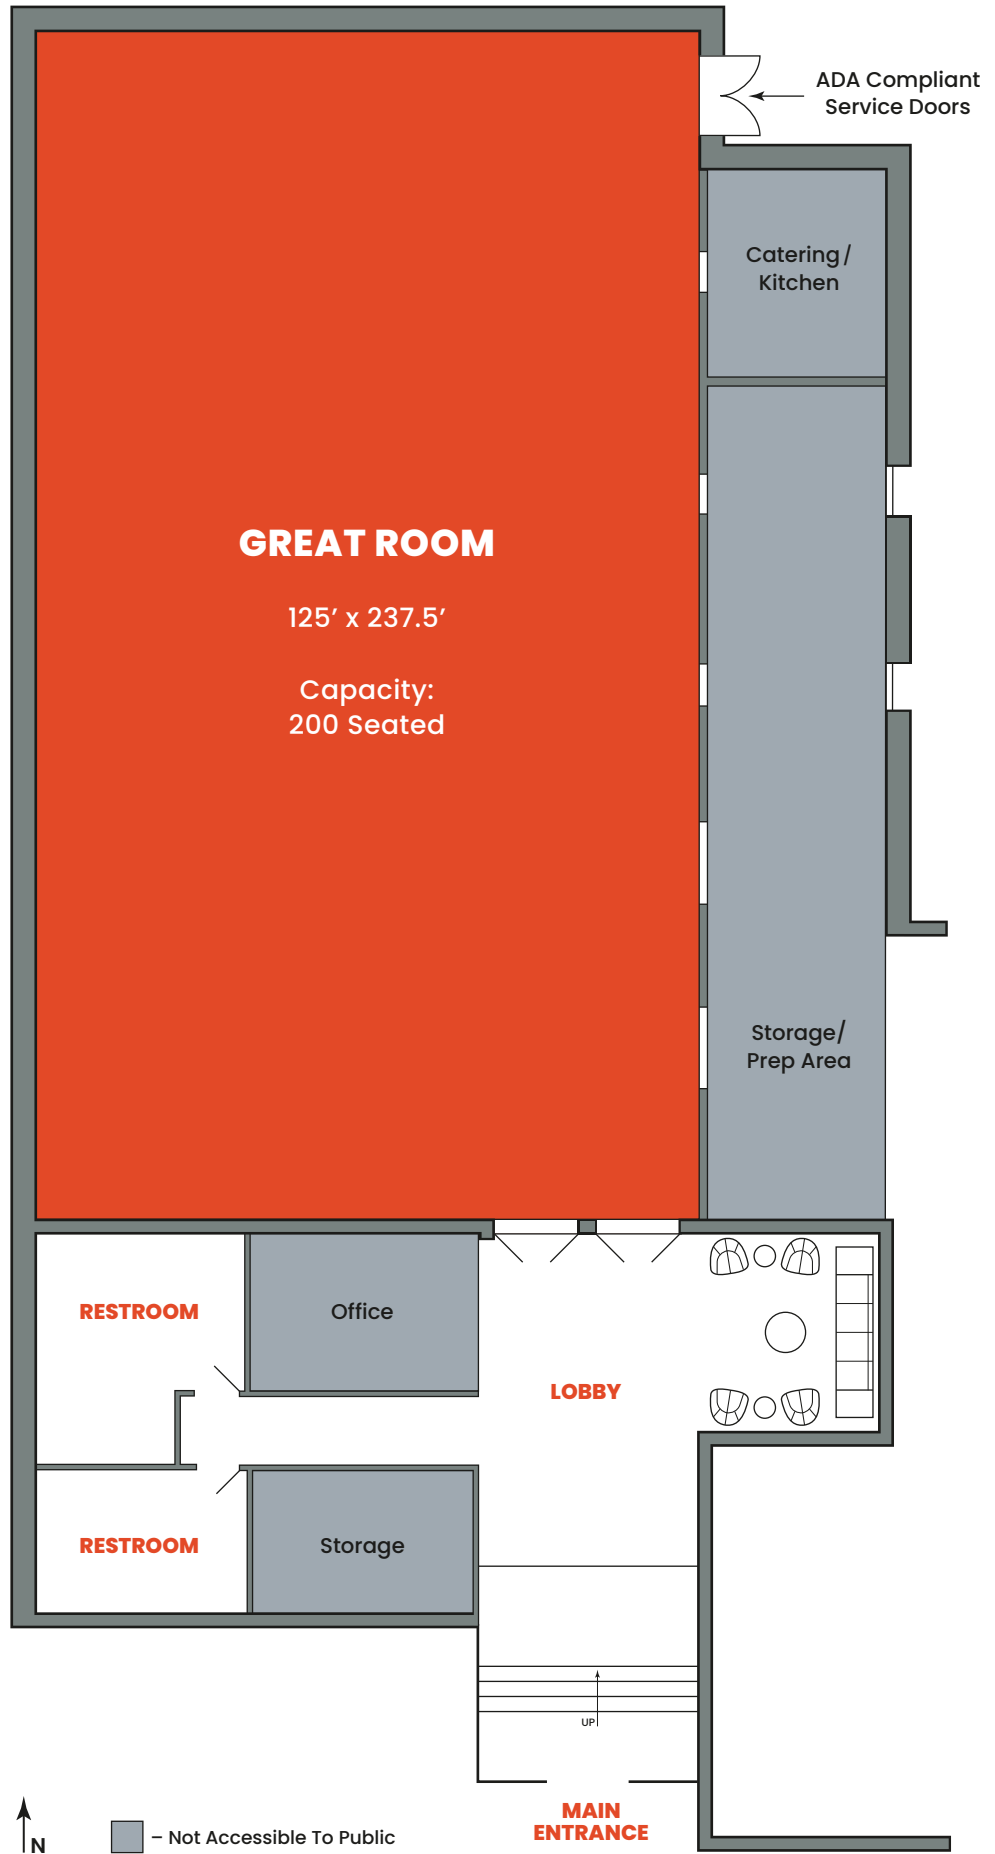 ADA Compliant
Service Doors
Catering/
Kitchen
GREAT ROOM
125’ x 237.5’
Capacity:
200 Seated
Storage/
Prep Area
RESTROOM
Office
LOBBY
RESTROOM
Storage
UP
MAIN
ENTRANCE
N
– Not Accessible To Public